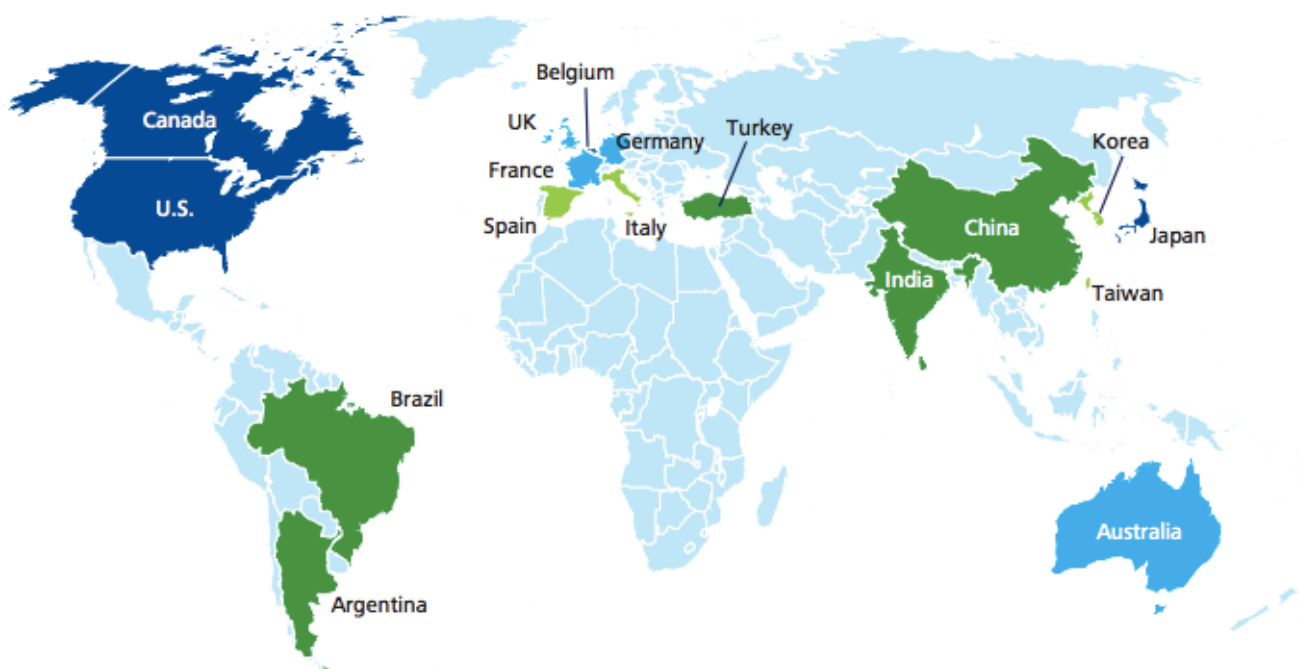 Belgium
Canada
UK
Germany
Turkey
Korea
France
U.S.
Spain
Italy
China
Japan
India
Taiwan
Brazil
Australia
Argentina